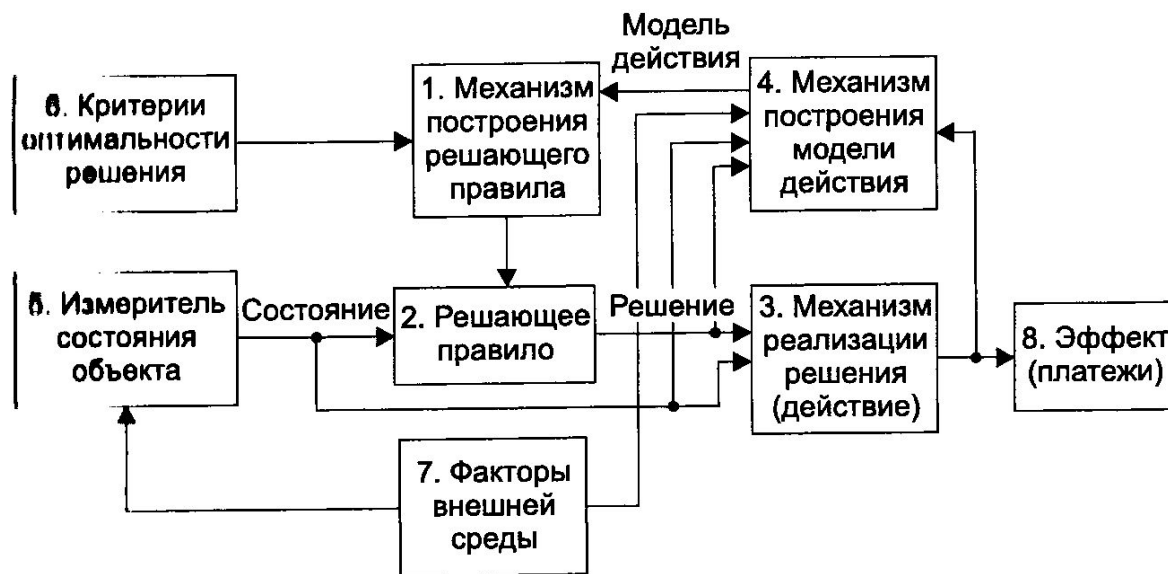 Модель
действия
6. Критерии
оптимальности
решения
1. Механизм
построения
решающего
правила
4. Механизм
построения
модели
действия
5. Измеритель
состояния
объекта
Состояние
2. Решающее
правило
Решение
3. Механизм
реализации
решения
(действие)
8. Эффект
(платежи)
7. Факторы
внешней
среды